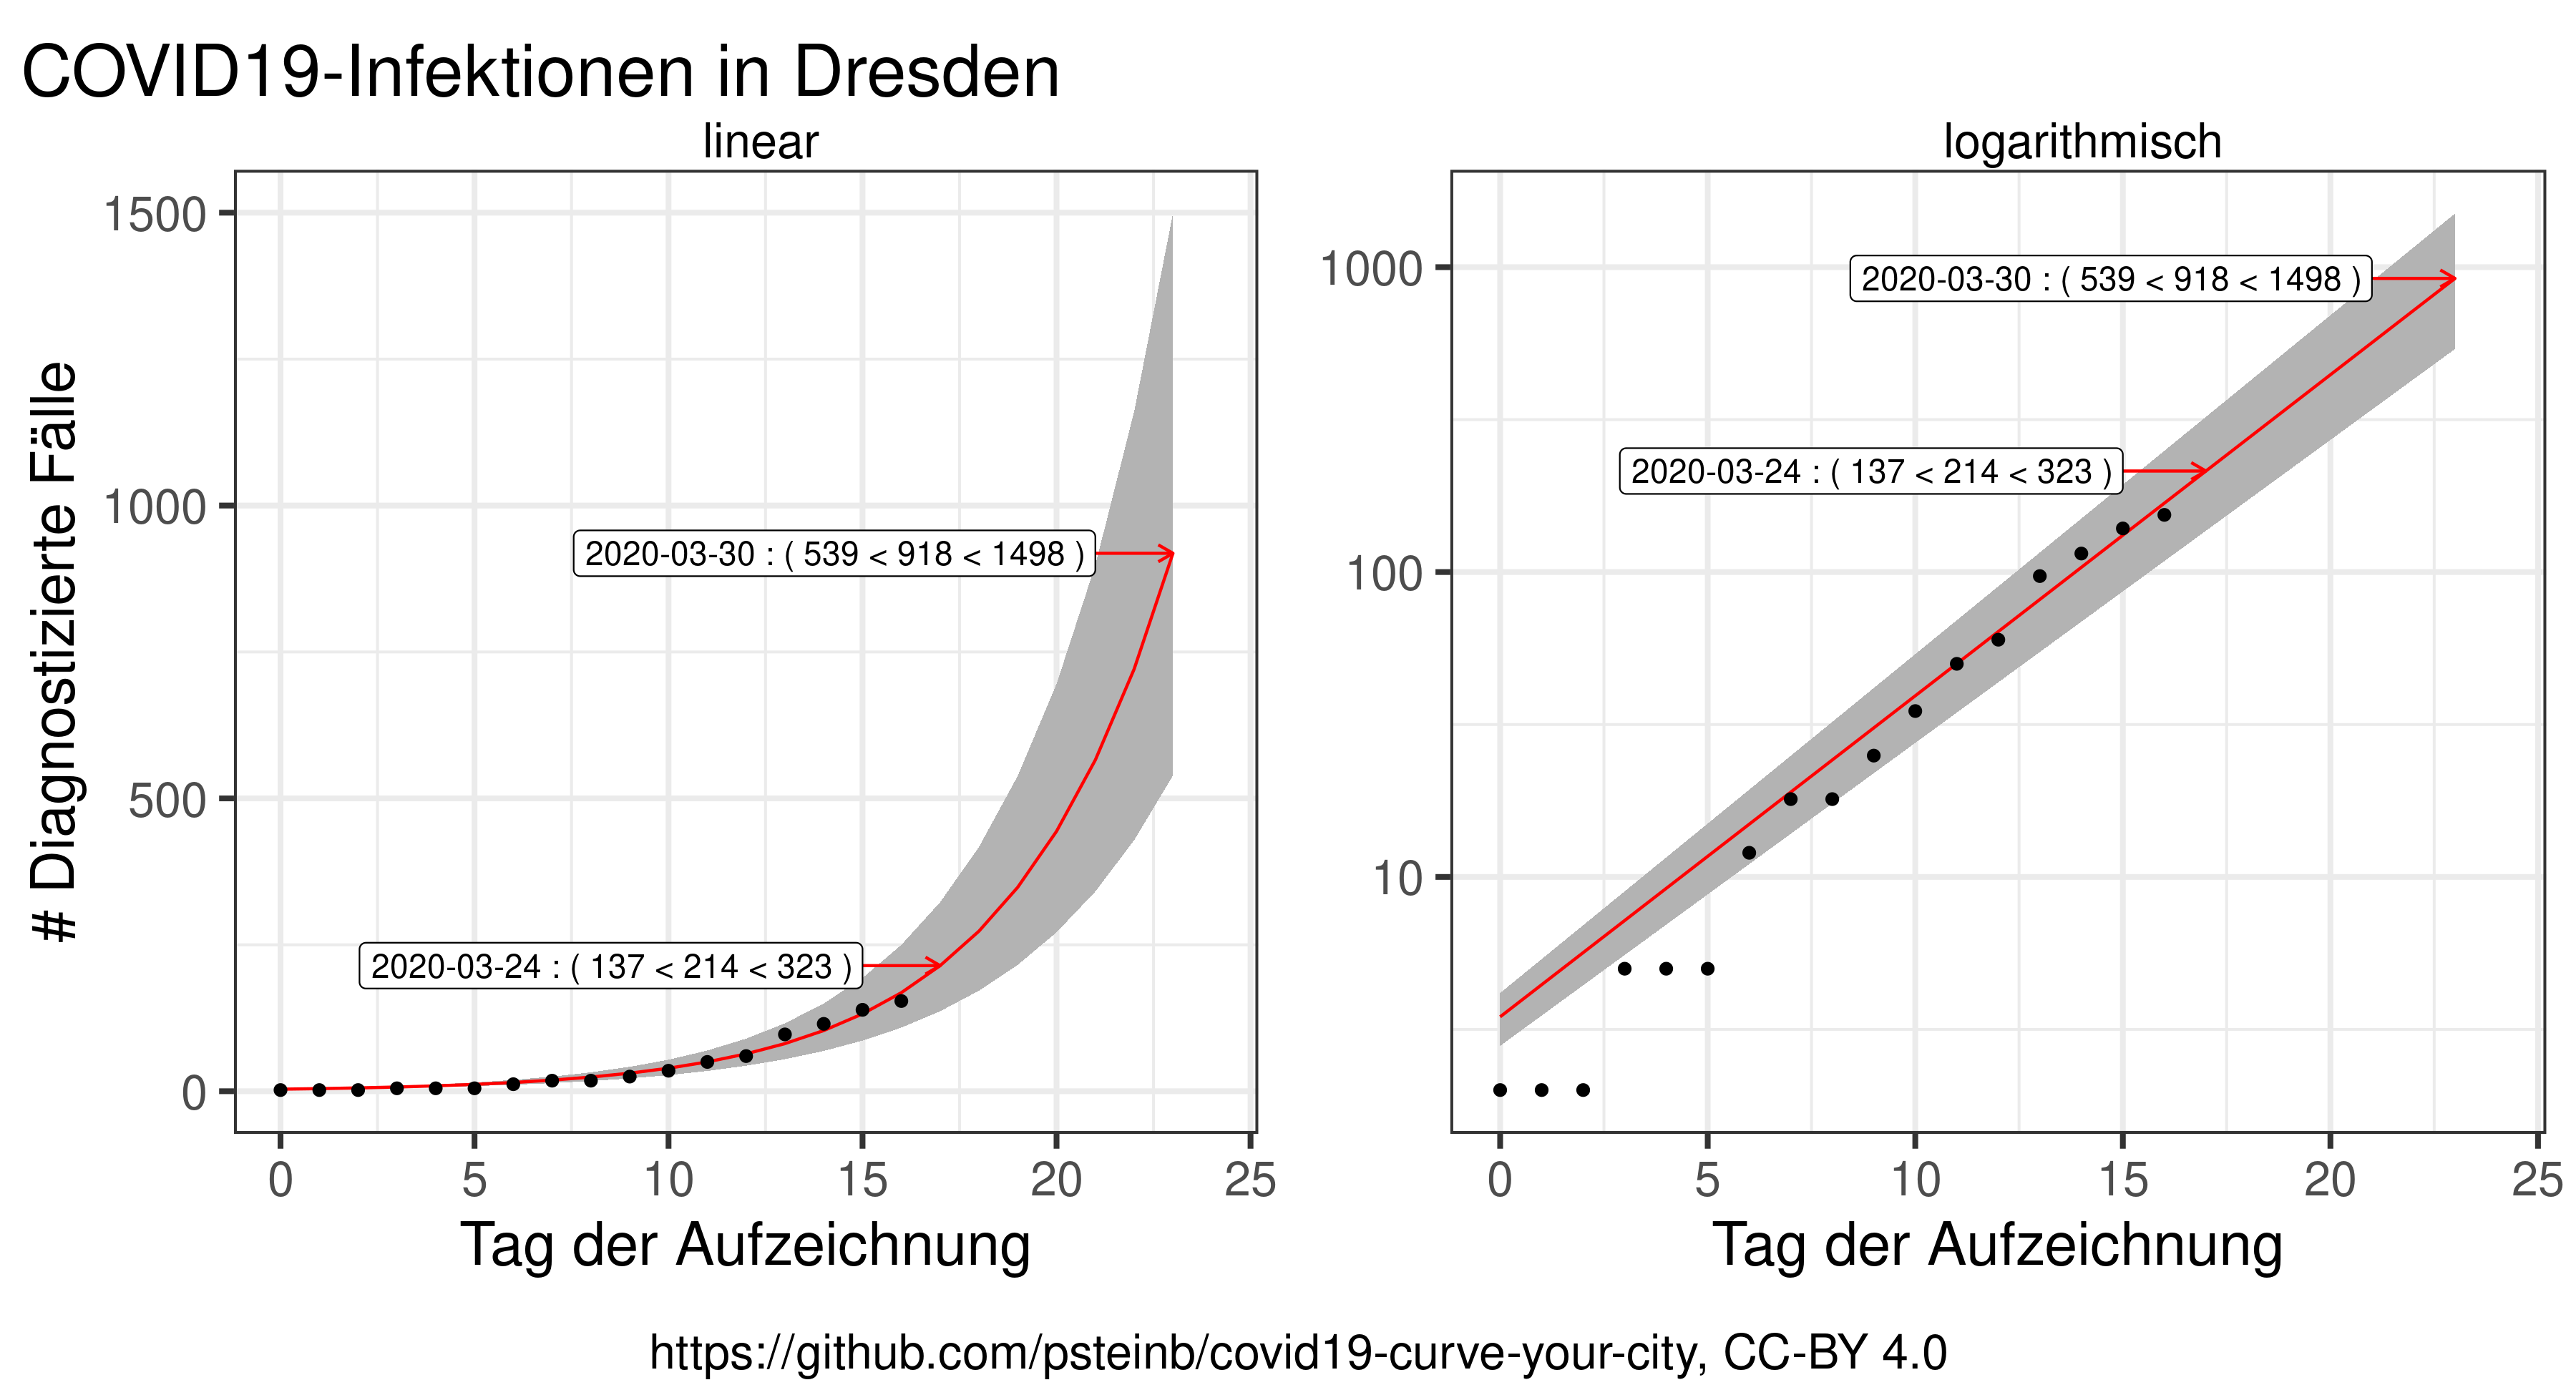 COVID19-Infektionen in Dresden
linear
# Diagnostizierte Fälle
1500
1000
500
0
2020-03-30 : ( 539 < 918 < 1498 )
2020-03-24 : ( 137 < 214 < 323 )
0 5 10 15 20 25
Tag der Aufzeichnung
logarithmisch
1000
100
10
2020-03-30 : ( 539 < 918 < 1498 )
2020-03-24 : ( 137 < 214 < 323 )
0 5 10 15 20 25
Tag der Aufzeichnung
https://github.com/psteinb/covid19-curve-your-city, CC-BY 4.0